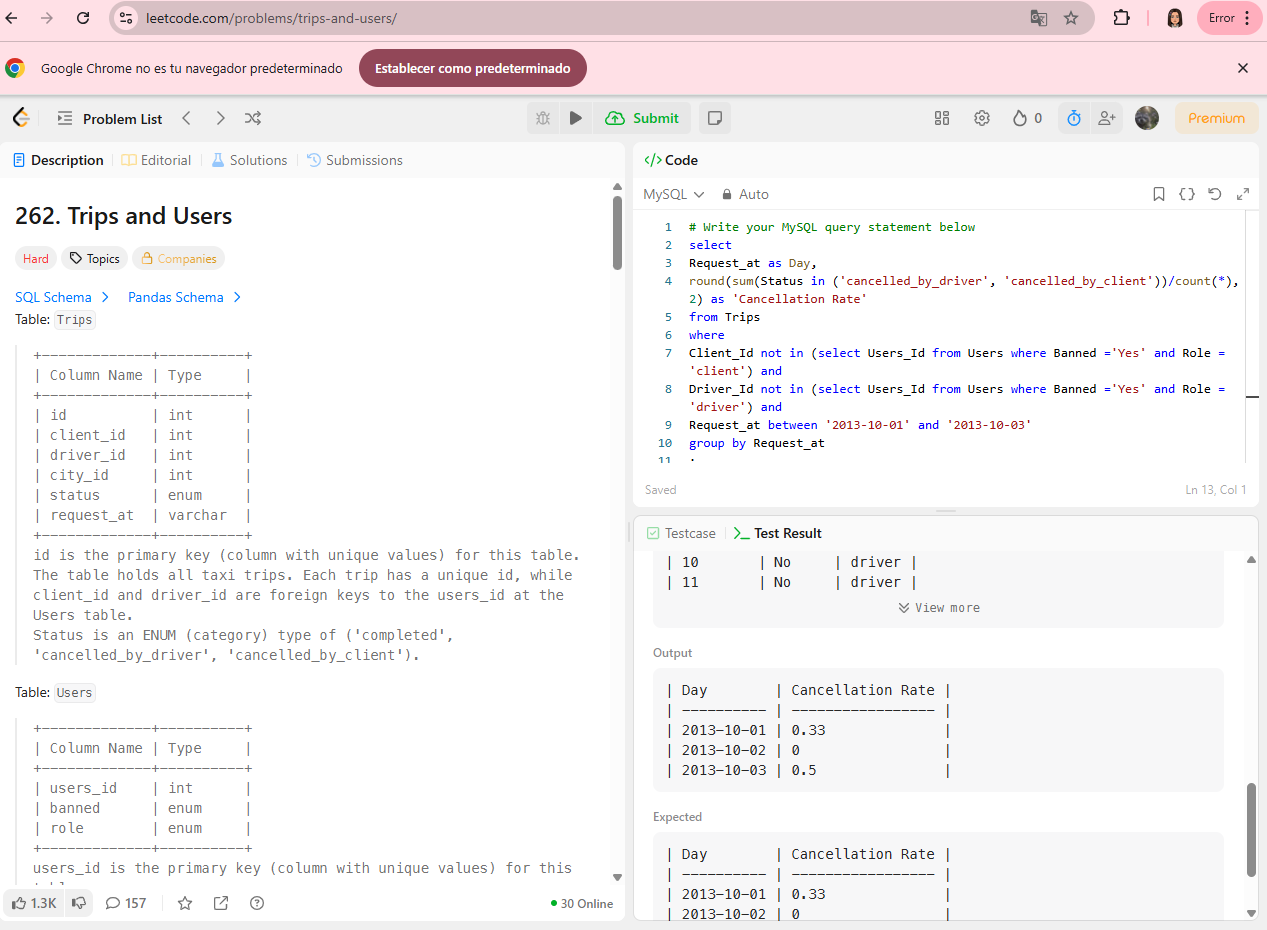 leetcode.com/problems/trips-and-users/
Error
Google Chrome no es tu navegador predeterminado
Establecer como predeterminado
Problem List
Submit
0
Premium
Description
Editorial
Solutions
Submissions
262. Trips and Users
Hard
Topics
Companies
SQL Schema
Pandas Schema
Table: Trips
+-------------+----------+
| Column Name | Type     |
+-------------+----------+
| id          | int      |
| client_id   | int      |
| driver_id   | int      |
| city_id     | int      |
| status      | enum     |
| request_at  | varchar  |
+-------------+----------+
id is the primary key (column with unique values) for this table.
The table holds all taxi trips. Each trip has a unique id, while
client_id and driver_id are foreign keys to the users_id at the
Users table.
Status is an ENUM (category) type of ('completed',
'cancelled_by_driver', 'cancelled_by_client').
Table: Users
+-------------+----------+
| Column Name | Type     |
+-------------+----------+
| users_id    | int      |
| banned      | enum     |
| role        | enum     |
+-------------+----------+
users_id is the primary key (column with unique values) for this
1.3K
157
30 Online
</> Code
MySQL
Auto
1 # Write your MySQL query statement below
2 select
3 Request_at as Day,
4 round(sum(Status in ('cancelled_by_driver', 'cancelled_by_client'))/count(*),
2) as 'Cancellation Rate'
5 from Trips
6 where
7 Client_Id not in (select Users_Id from Users where Banned ='Yes' and Role =
'client') and
8 Driver_Id not in (select Users_Id from Users where Banned ='Yes' and Role =
'driver') and
9 Request_at between '2013-10-01' and '2013-10-03'
10 group by Request_at
11 ;
Saved
Ln 13, Col 1
Testcase
Test Result
| 10       | No     | driver |
| 11       | No     | driver |
View more
Output
| Day        | Cancellation Rate |
| ---------- | ----------------- |
| 2013-10-01 | 0.33              |
| 2013-10-02 | 0                 |
| 2013-10-03 | 0.5               |
Expected
| Day        | Cancellation Rate |
| ---------- | ----------------- |
| 2013-10-01 | 0.33              |
| 2013-10-02 | 0                 |